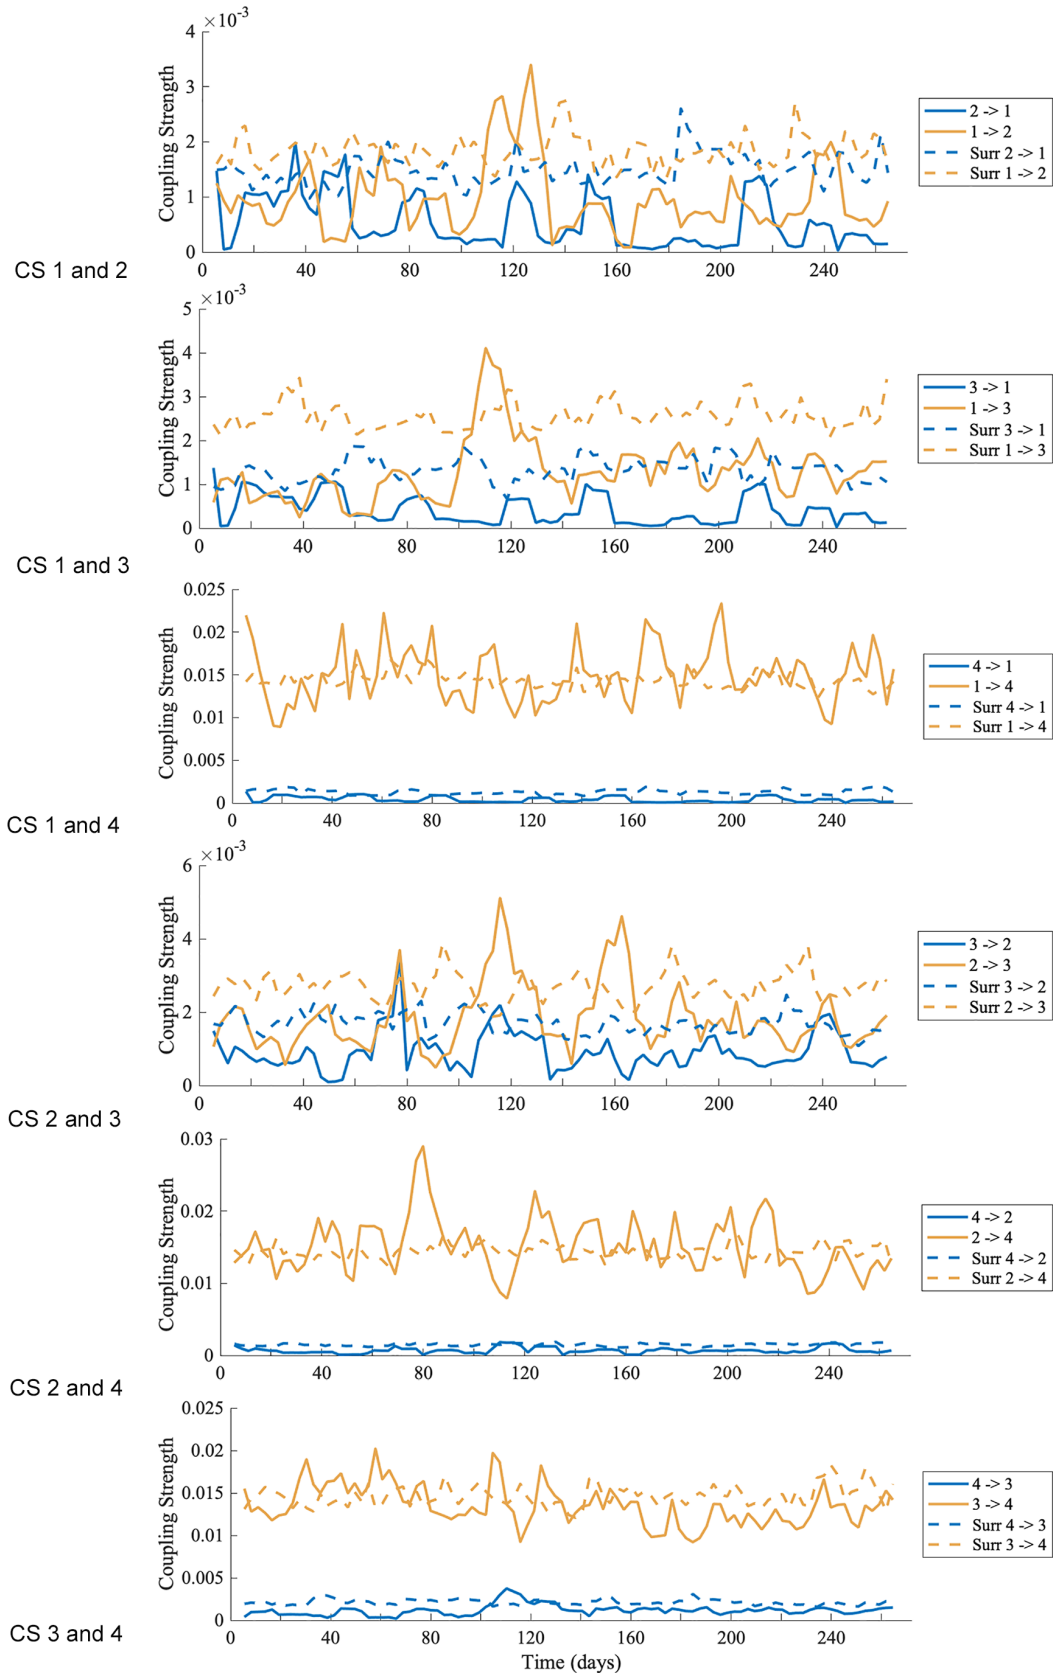 ×10⁻³
4
3
2
1
0
Coupling Strength
0 40 80 120 160 200 240
2 -> 1
1 -> 2
Surr 2 -> 1
Surr 1 -> 2
CS 1 and 2
×10⁻³
5
4
3
2
1
0
Coupling Strength
0 40 80 120 160 200 240
3 -> 1
1 -> 3
Surr 3 -> 1
Surr 1 -> 3
CS 1 and 3
0.025
0.02
0.015
0.01
0.005
0
Coupling Strength
0 40 80 120 160 200 240
4 -> 1
1 -> 4
Surr 4 -> 1
Surr 1 -> 4
CS 1 and 4
×10⁻³
6
4
2
0
Coupling Strength
0 40 80 120 160 200 240
3 -> 2
2 -> 3
Surr 3 -> 2
Surr 2 -> 3
CS 2 and 3
0.03
0.02
0.01
0
Coupling Strength
0 40 80 120 160 200 240
4 -> 2
2 -> 4
Surr 4 -> 2
Surr 2 -> 4
CS 2 and 4
0.025
0.02
0.015
0.01
0.005
0
Coupling Strength
0 40 80 120 160 200 240
4 -> 3
3 -> 4
Surr 4 -> 3
Surr 3 -> 4
CS 3 and 4
Time (days)